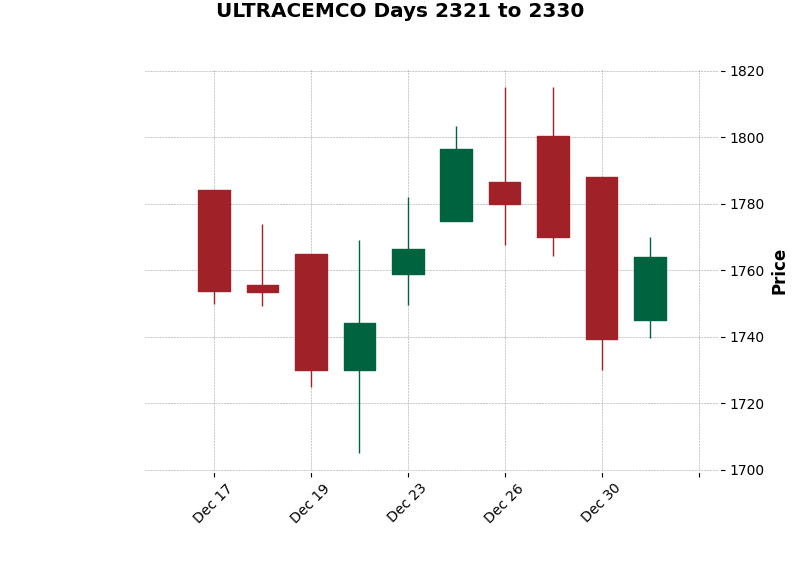 ULTRACEMCO Days 2321 to 2330
1820
1800
1780
1760
1740
1720
1700
Price
Dec 17
Dec 19
Dec 23
Dec 26
Dec 30